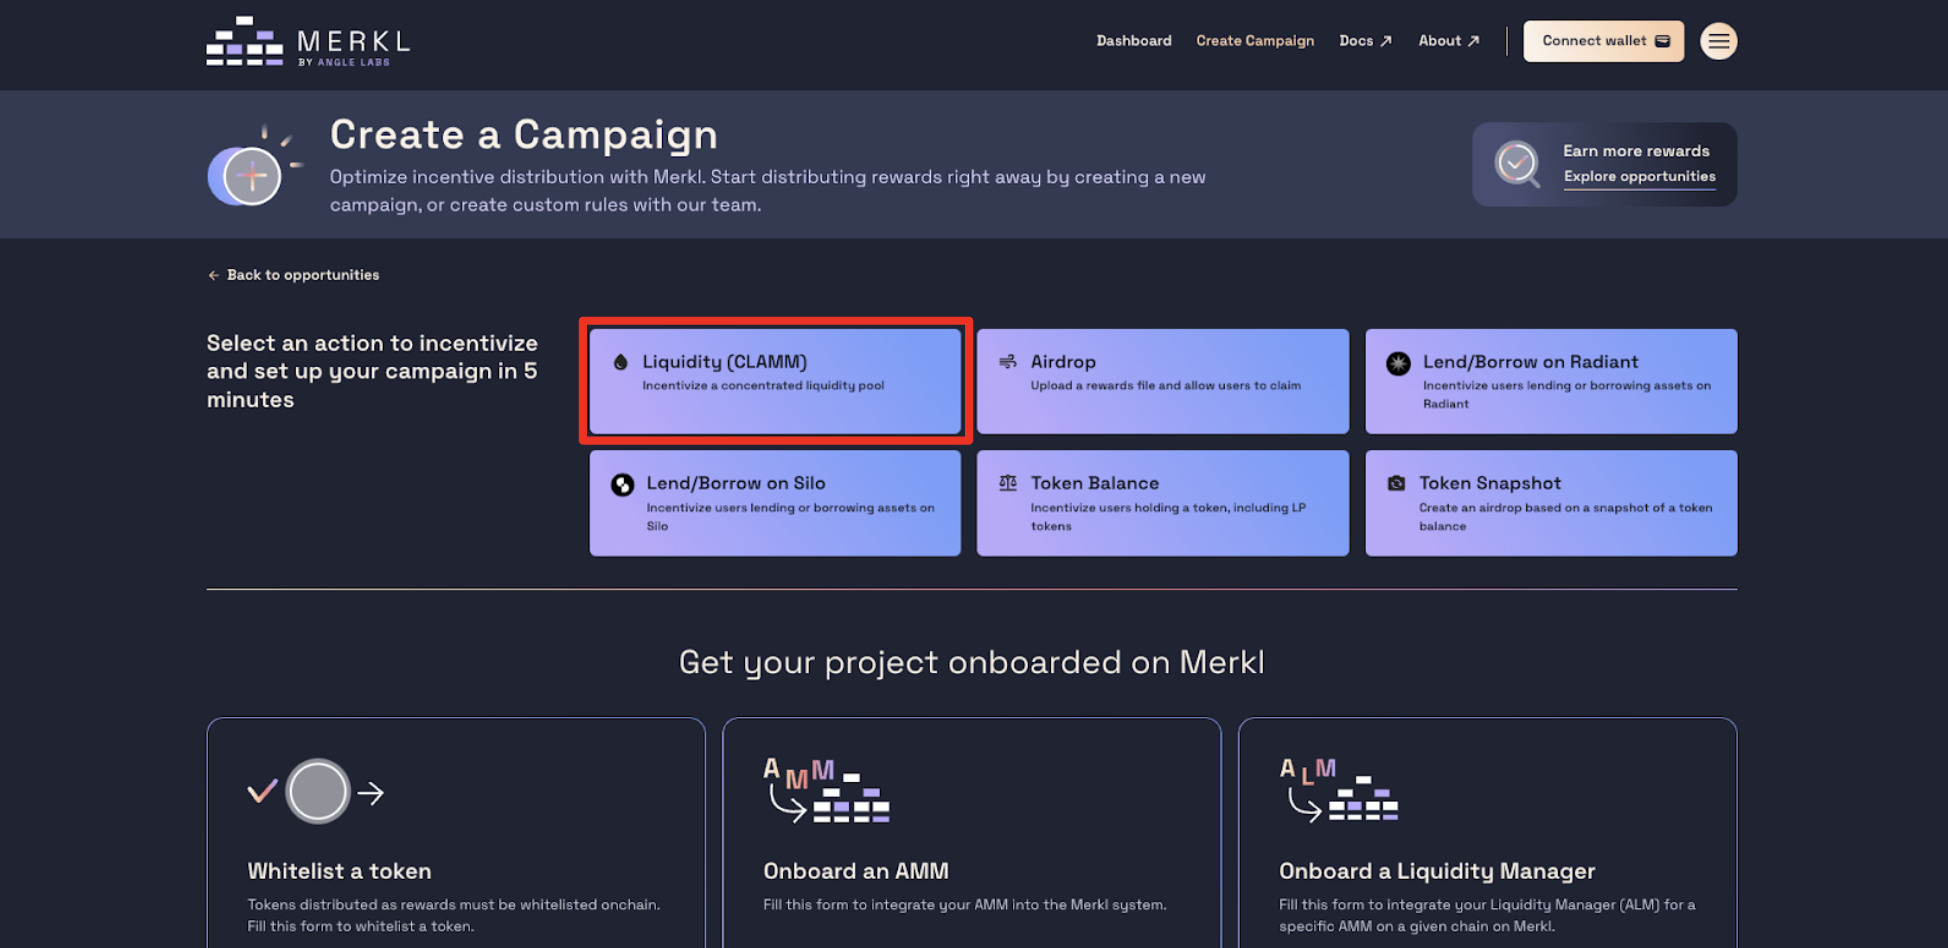 MERKL
BY ANGLE LABS
Dashboard
Create Campaign
Docs
About
Connect wallet
Create a Campaign
Optimize incentive distribution with Merkl. Start distributing rewards right away by creating a new
campaign, or create custom rules with our team.
Earn more rewards
Explore opportunities
Back to opportunities
Select an action to incentivize
and set up your campaign in 5
minutes
Liquidity (CLAMM)
Incentivize a concentrated liquidity pool
Airdrop
Upload a rewards file and allow users to claim
Lend/Borrow on Radiant
Incentivize users lending or borrowing assets on
Radiant
Lend/Borrow on Silo
Incentivize users lending or borrowing assets on
Silo
Token Balance
Incentivize users holding a token, including LP
tokens
Token Snapshot
Create an airdrop based on a snapshot of a token
balance
Get your project onboarded on Merkl
Whitelist a token
Tokens distributed as rewards must be whitelisted onchain.
Fill this form to whitelist a token.
AMM
Onboard an AMM
Fill this form to integrate your AMM into the Merkl system.
ALM
Onboard a Liquidity Manager
Fill this form to integrate your Liquidity Manager (ALM) for a
specific AMM on a given chain on Merkl.